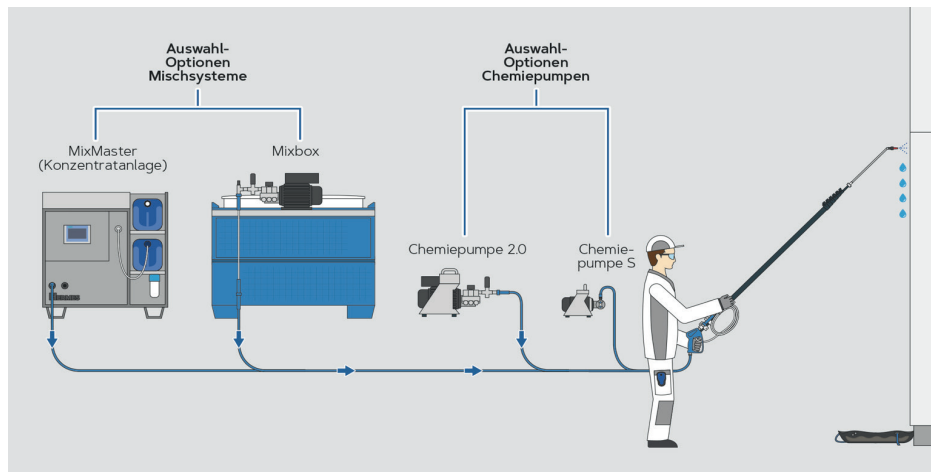 Auswahl-
Optionen
Mischsysteme
Auswahl-
Optionen
Chemiepumpen
MixMaster
(Konzentratanlage)
Mixbox
Chemiepumpe 2.0
Chemie-
pumpe S